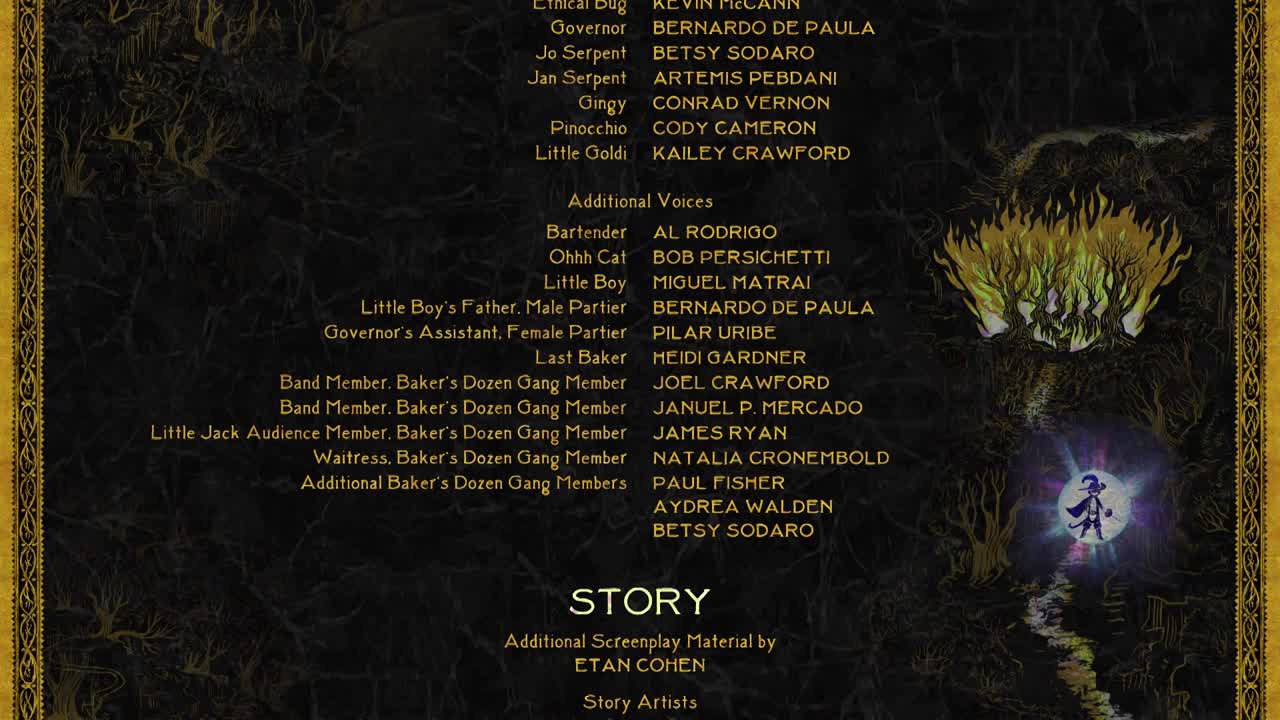 Ethical Bug KEVIN McCANN
Governor BERNARDO DE PAULA
Jo Serpent BETSY SODARO
Jan Serpent ARTEMIS PEBDANI
Gingy CONRAD VERNON
Pinocchio CODY CAMERON
Little Goldi KAILEY CRAWFORD
Additional Voices
Bartender AL RODRIGO
Ohhh Cat BOB PERSICHETTI
Little Boy MIGUEL MATRAI
Little Boy's Father, Male Partier BERNARDO DE PAULA
Governor's Assistant, Female Partier PILAR URIBE
Last Baker HEIDI GARDNER
Band Member, Baker's Dozen Gang Member JOEL CRAWFORD
Band Member, Baker's Dozen Gang Member JANUEL P. MERCADO
Little Jack Audience Member, Baker's Dozen Gang Member JAMES RYAN
Waitress, Baker's Dozen Gang Member NATALIA CRONEMBOLD
Additional Baker's Dozen Gang Members PAUL FISHER
AYDREA WALDEN
BETSY SODARO
STORY
Additional Screenplay Material by
ETAN COHEN
Story Artists